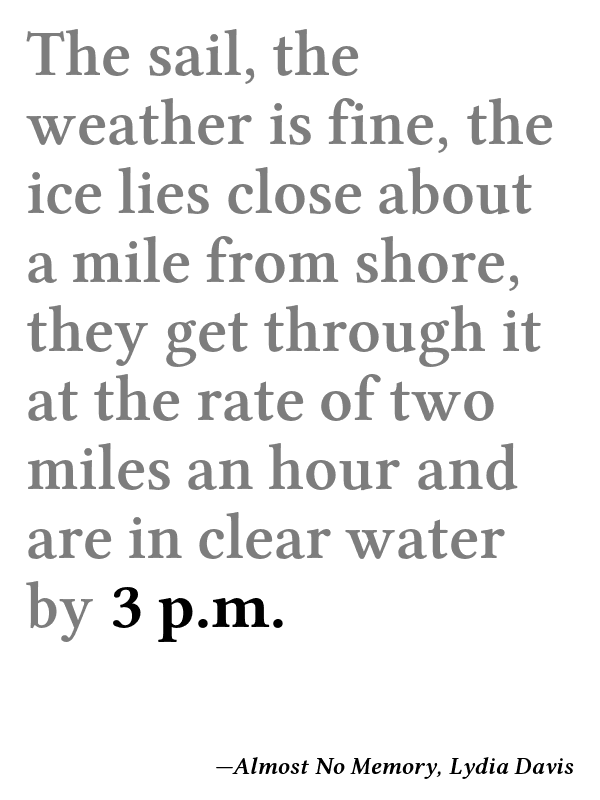 The sail, the
weather is fine, the
ice lies close about
a mile from shore,
they get through it
at the rate of two
miles an hour and
are in clear water
by 3 p.m.
—Almost No Memory, Lydia Davis